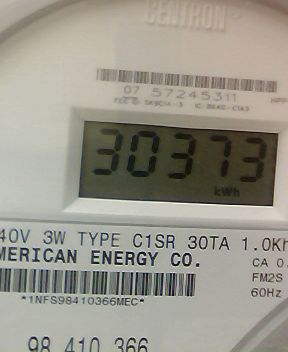 CENTRON®
07 57245311
30373
kWh
40V 3W TYPE C1SR 30TA 1.0Kh
MERICAN ENERGY CO.
CA 0.
FM2S
60Hz
*1NFS98410366MEC*
98 410 366